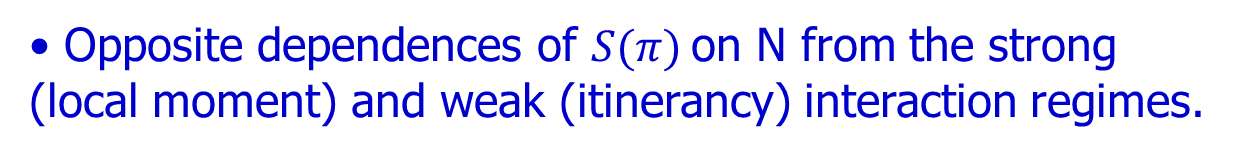 • Opposite dependences of S(π) on N from the strong
(local moment) and weak (itinerancy) interaction regimes.